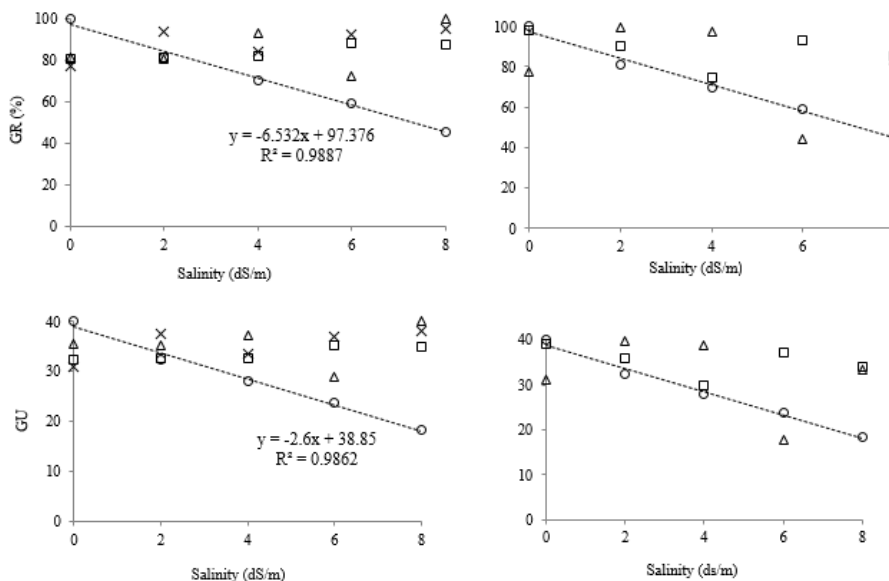 100
80
60
40
20
0
GR (%)
y = -6.532x + 97.376
R² = 0.9887
0 2 4 6 8
Salinity (dS/m)
100
80
60
40
20
0
0 2 4 6
Salinity (dS/m)
40
30
20
10
0
GU
y = -2.6x + 38.85
R² = 0.9862
0 2 4 6 8
Salinity (dS/m)
40
30
20
10
0
0 2 4 6 8
Salinity (ds/m)